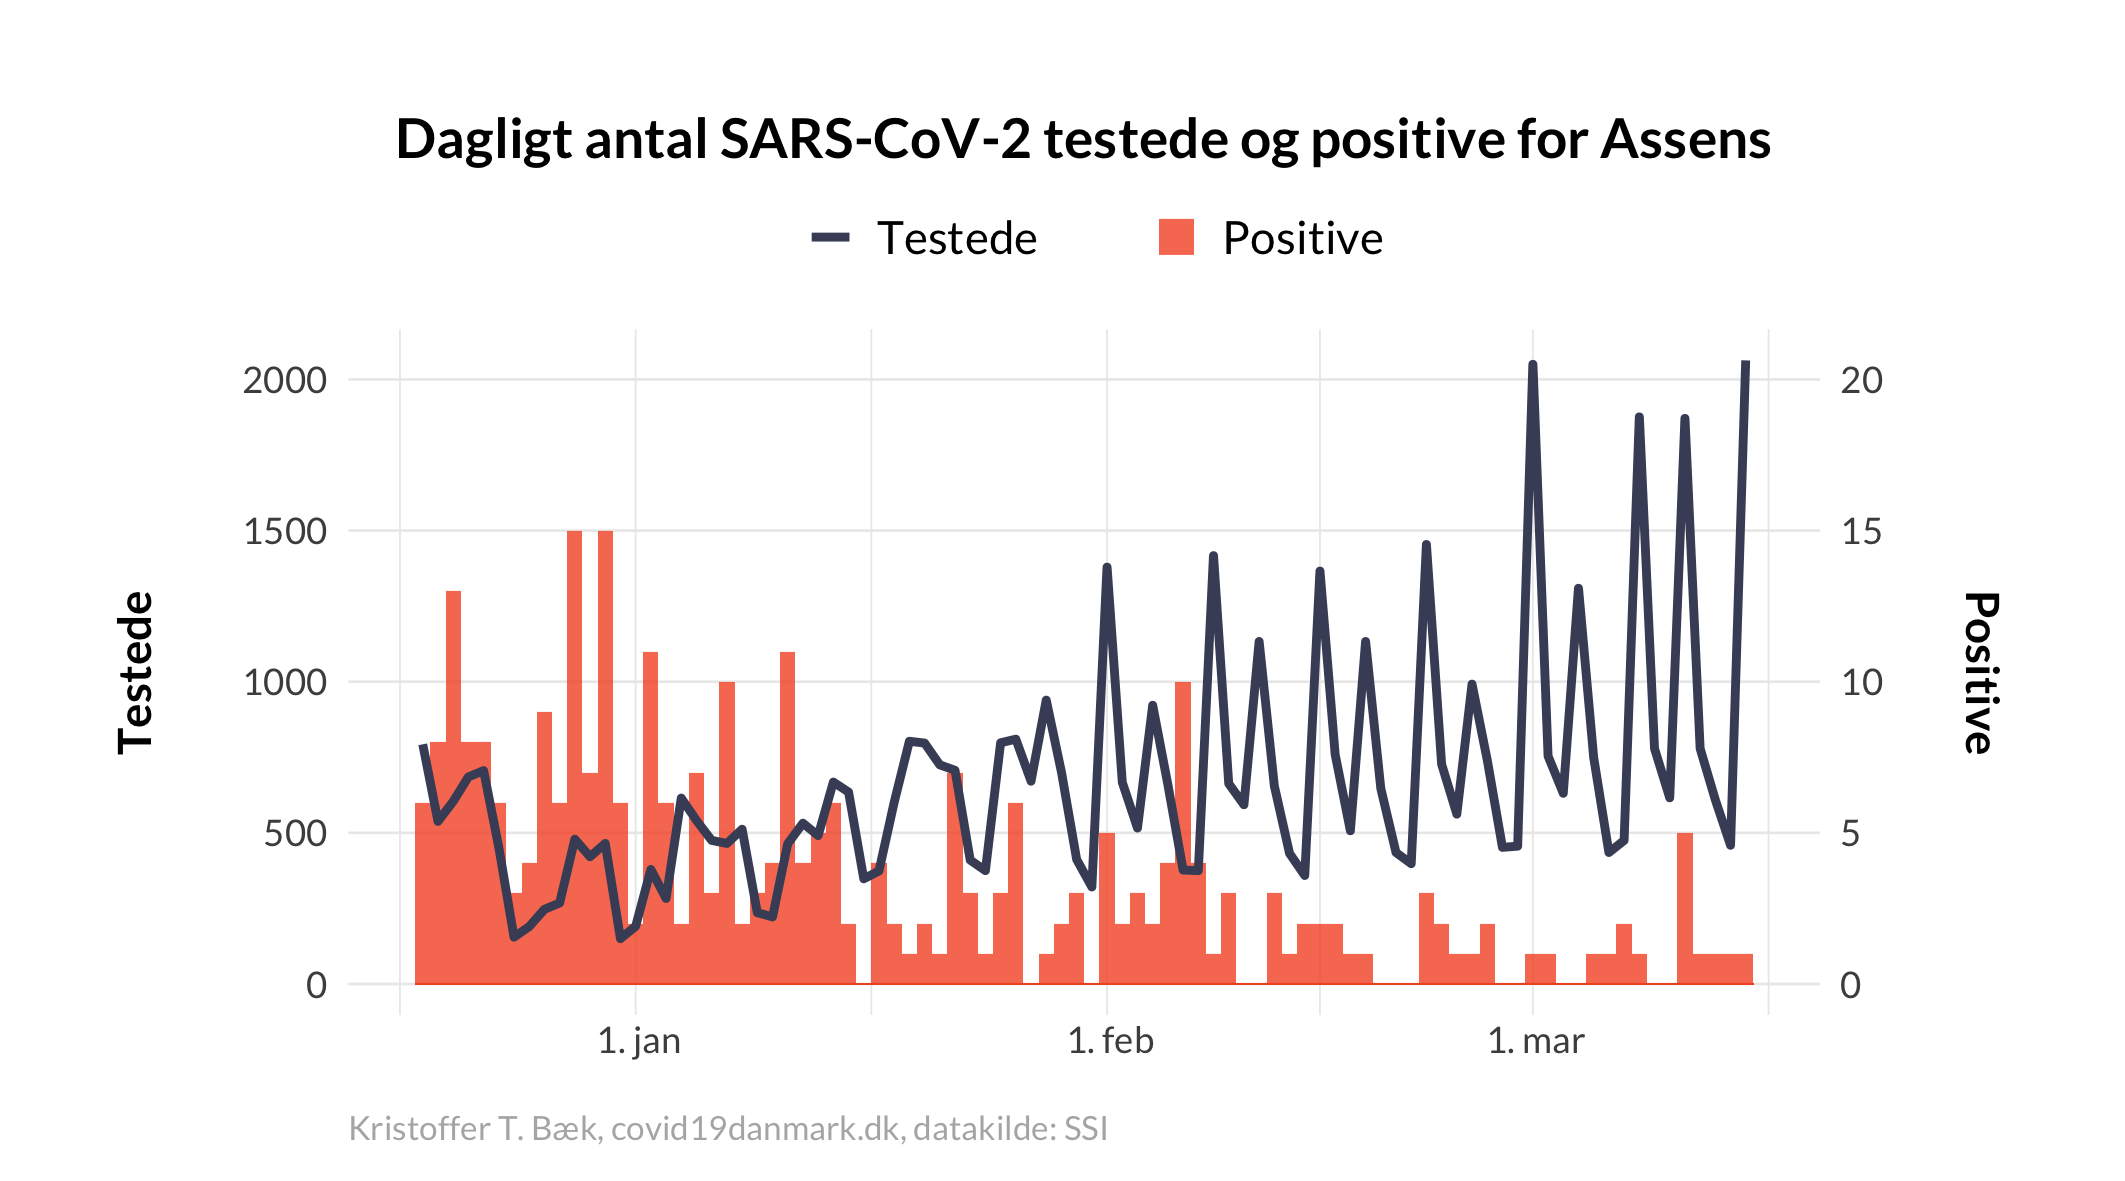 Dagligt antal SARS-CoV-2 testede og positive for Assens
Testede Positive
2000 20
1500 15
1000 10
500 5
0 0
Testede
Positive
1. jan 1. feb 1. mar
Kristoffer T. Bæk, covid19danmark.dk, datakilde: SSI